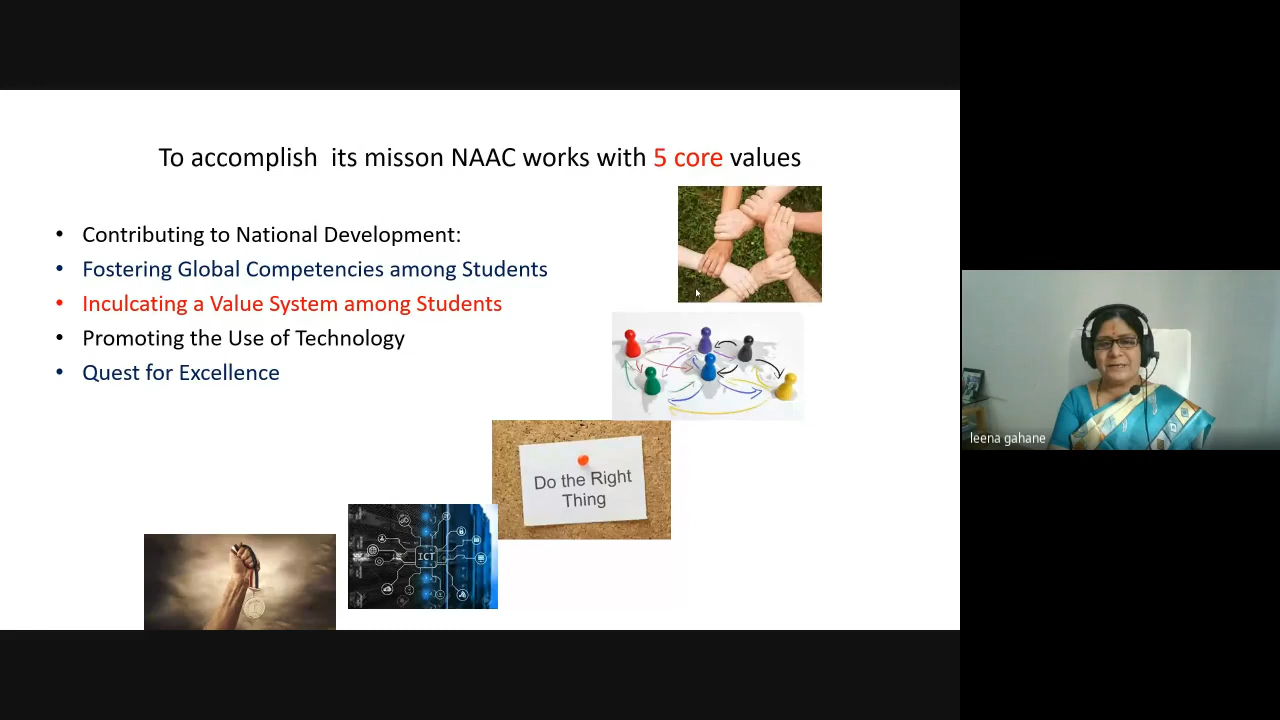 To accomplish its misson NAAC works with 5 core values
• Contributing to National Development:
• Fostering Global Competencies among Students
• Inculcating a Value System among Students
• Promoting the Use of Technology
• Quest for Excellence
Do the Right
Thing
ICT
leena gahane